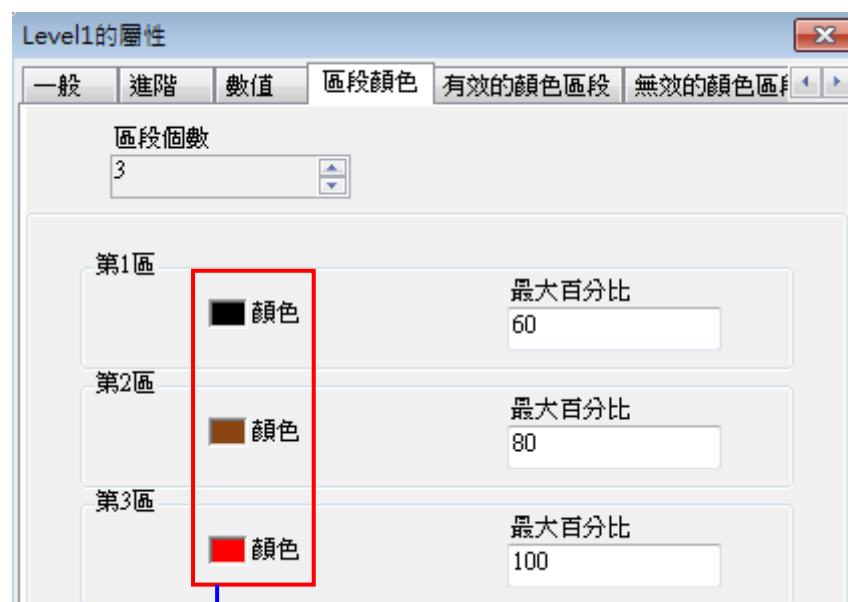 Level1的屬性
一般 進階 數值 區段顏色 有效的顏色區段 無效的顏色區
區段個數
3
第1區
顏色
最大百分比
60
第2區
顏色
最大百分比
80
第3區
顏色
最大百分比
100